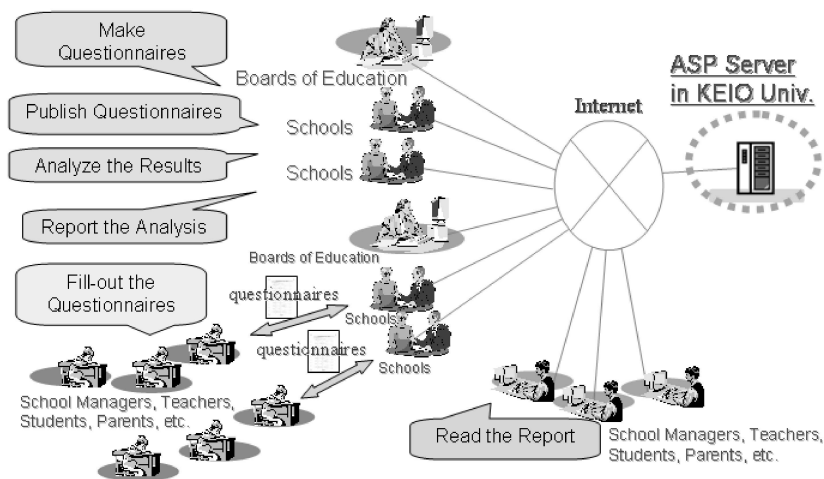 Make
Questionnaires
Boards of Education
Publish Questionnaires
Schools
Analyze the Results
Schools
Report the Analysis
Boards of Education
Fill-out the
Questionnaires
questionnaires
Schools
questionnaires
Schools
School Managers, Teachers,
Students, Parents, etc.
Internet
ASP Server
in KEIO Univ.
Read the Report
School Managers, Teachers,
Students, Parents, etc.